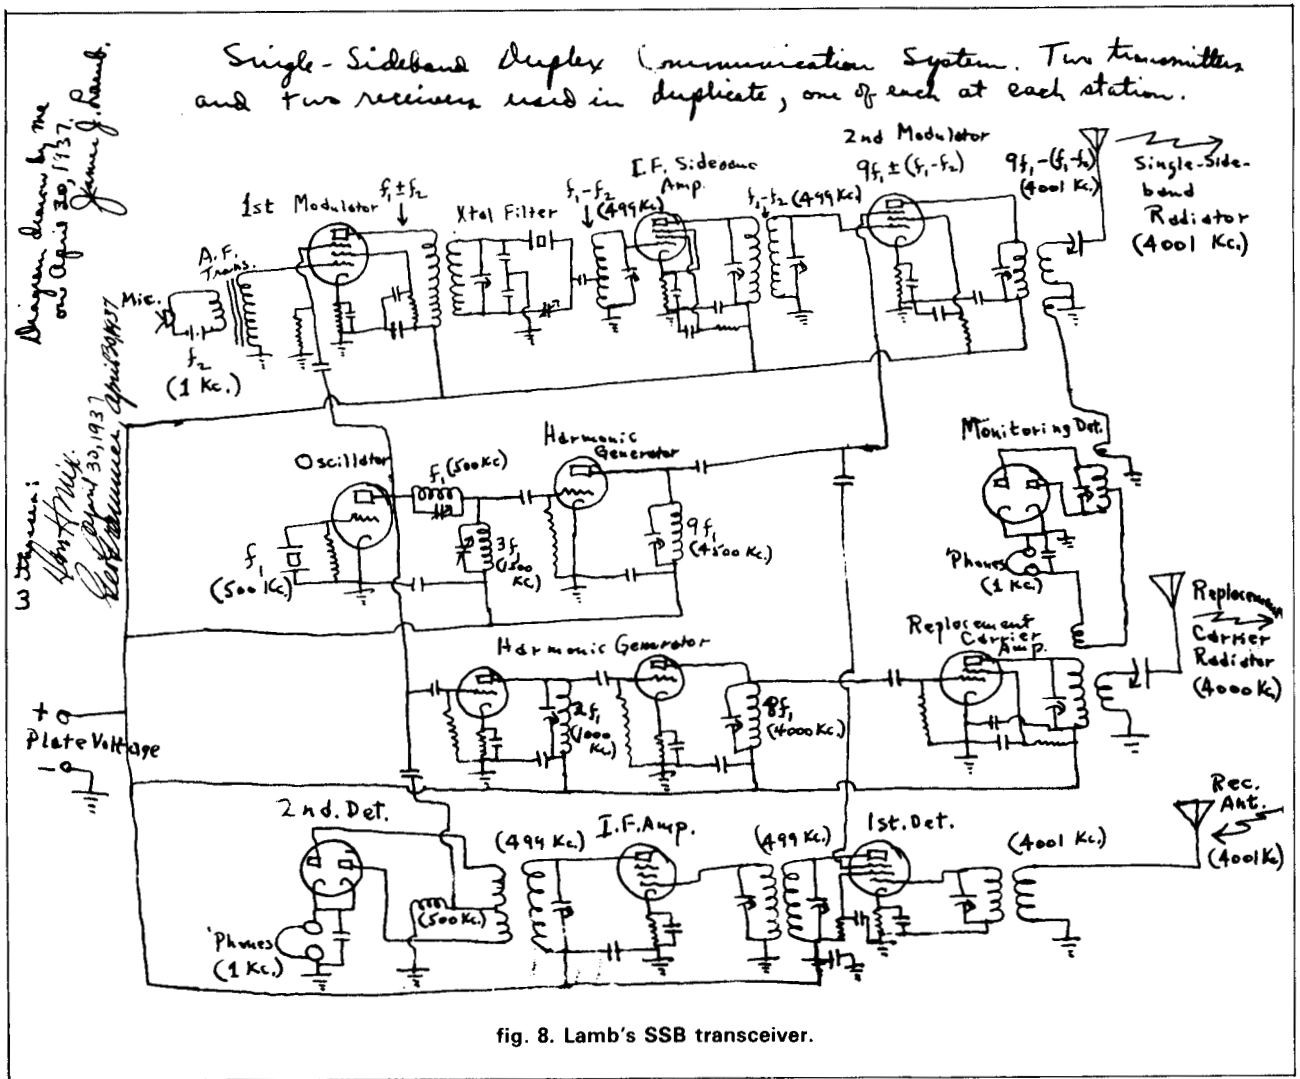 Single-Sideband Duplex Communication System. Two transmitters
and two receivers used in duplicate, one of each at each station.
Diagram drawn by me
on April 30, 1937.
James J. Lamb.
Witnesses:
April 30, 1937
April 30, 1937
2nd Modulator
9f₁±(f₁-f₂)
9f₁-(f₁-f₂)
(4001 Kc.)
Single-Side-
band
Radiator
(4001 Kc.)
I.F. Sideband
Amp.
1st Modulator
f₁±f₂
Xtal Filter
f₁-f₂
(499 Kc.)
f₁-f₂ (499 Kc.)
A.F.
Trans.
Mic.
f₂
(1 Kc.)
Harmonic
Generator
Monitoring Det.
Oscillator
f₁ (500 Kc)
f₁
(500 Kc)
3f₁
(1500
Kc.)
9f₁
(4500 Kc.)
'Phones
(1 Kc.)
Replacement
Carrier
Radiator
(4000 Kc.)
Harmonic Generator
Replacement
Carrier
Amp.
2f₁
(1000
Kc.)
8f₁
(4000 Kc.)
+
Plate Voltage
-
2nd. Det.
(499 Kc.)
I.F. Amp.
(499 Kc.)
1st. Det.
(4001 Kc.)
Rec.
Ant.
(4001 Kc)
(500 Kc.)
'Phones
(1 Kc.)
fig. 8. Lamb's SSB transceiver.